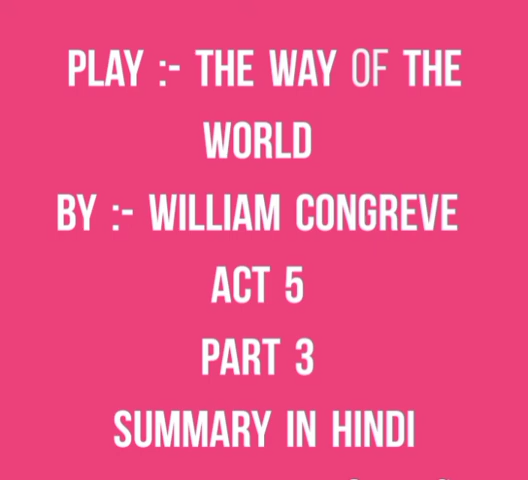 PLAY :- THE WAY OF THE
WORLD
BY :- WILLIAM CONGREVE
ACT 5
PART 3
SUMMARY IN HINDI